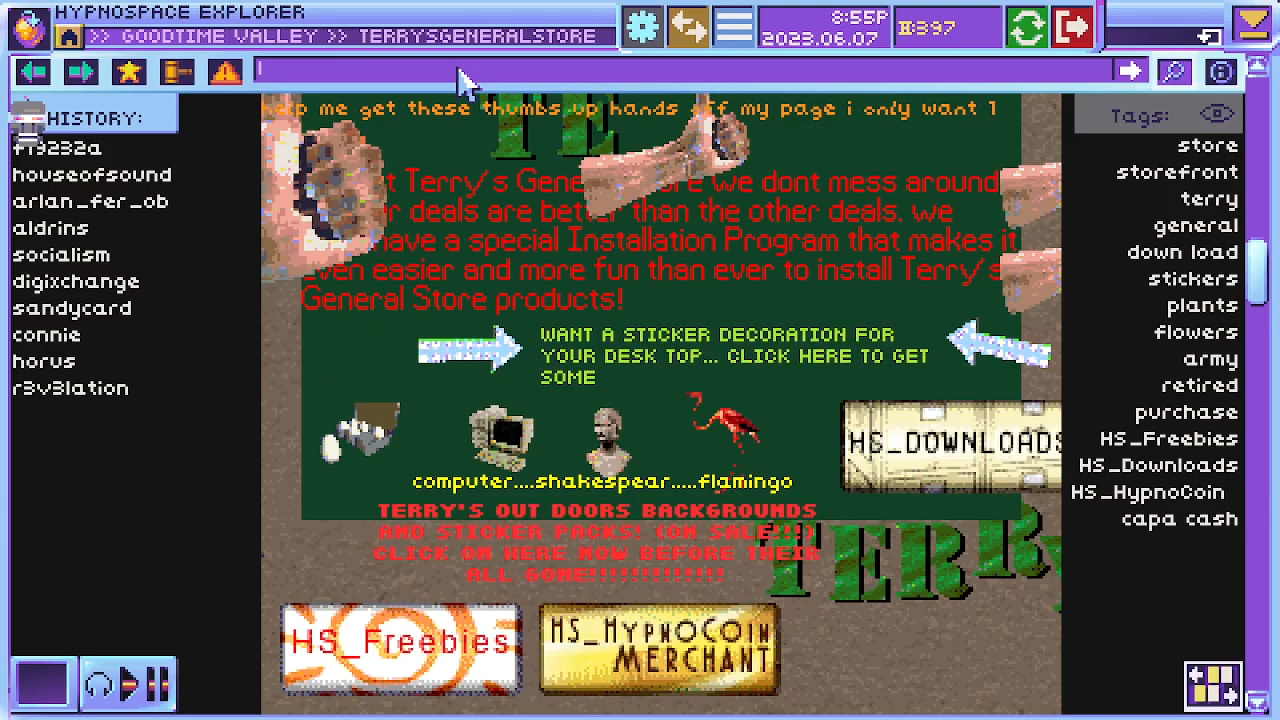 HYPNOSPACE EXPLORER
>> GOODTIME VALLEY >> TERRYSGENERALSTORE
8:55P
2023.06.07
397
HISTORY:
houseofsound
arlan_fer_ob
aldrins
socialism
digixchange
sandycard
connie
horus
r3v3lation
help me get these thumbs up hands off my page i only want 1
TE
t Terry's Gene re we dont mess around
r deals are better than the other deals. we
have a special Installation Program that makes it
even easier and more fun than ever to install Terry's
General Store products!
WANT A STICKER DECORATION FOR
YOUR DESK TOP... CLICK HERE TO GET
SOME
HS_DOWNLOADS
computer....shakespear.....flamingo
TERRY'S OUT DOORS BACKGROUNDS
AND STICKER PACKS! (ON SALE!!!)
CLICK ON HERE NOW BEFORE THEIR
ALL GONE!!!!!!!!!!!!!
TERRY
HS_Freebies
HS_HYPNOCOIN
MERCHANT
Tags:
store
storefront
terry
general
down load
stickers
plants
flowers
army
retired
purchase
HS_Freebies
HS_Downloads
HS_HypnoCoin
capa cash